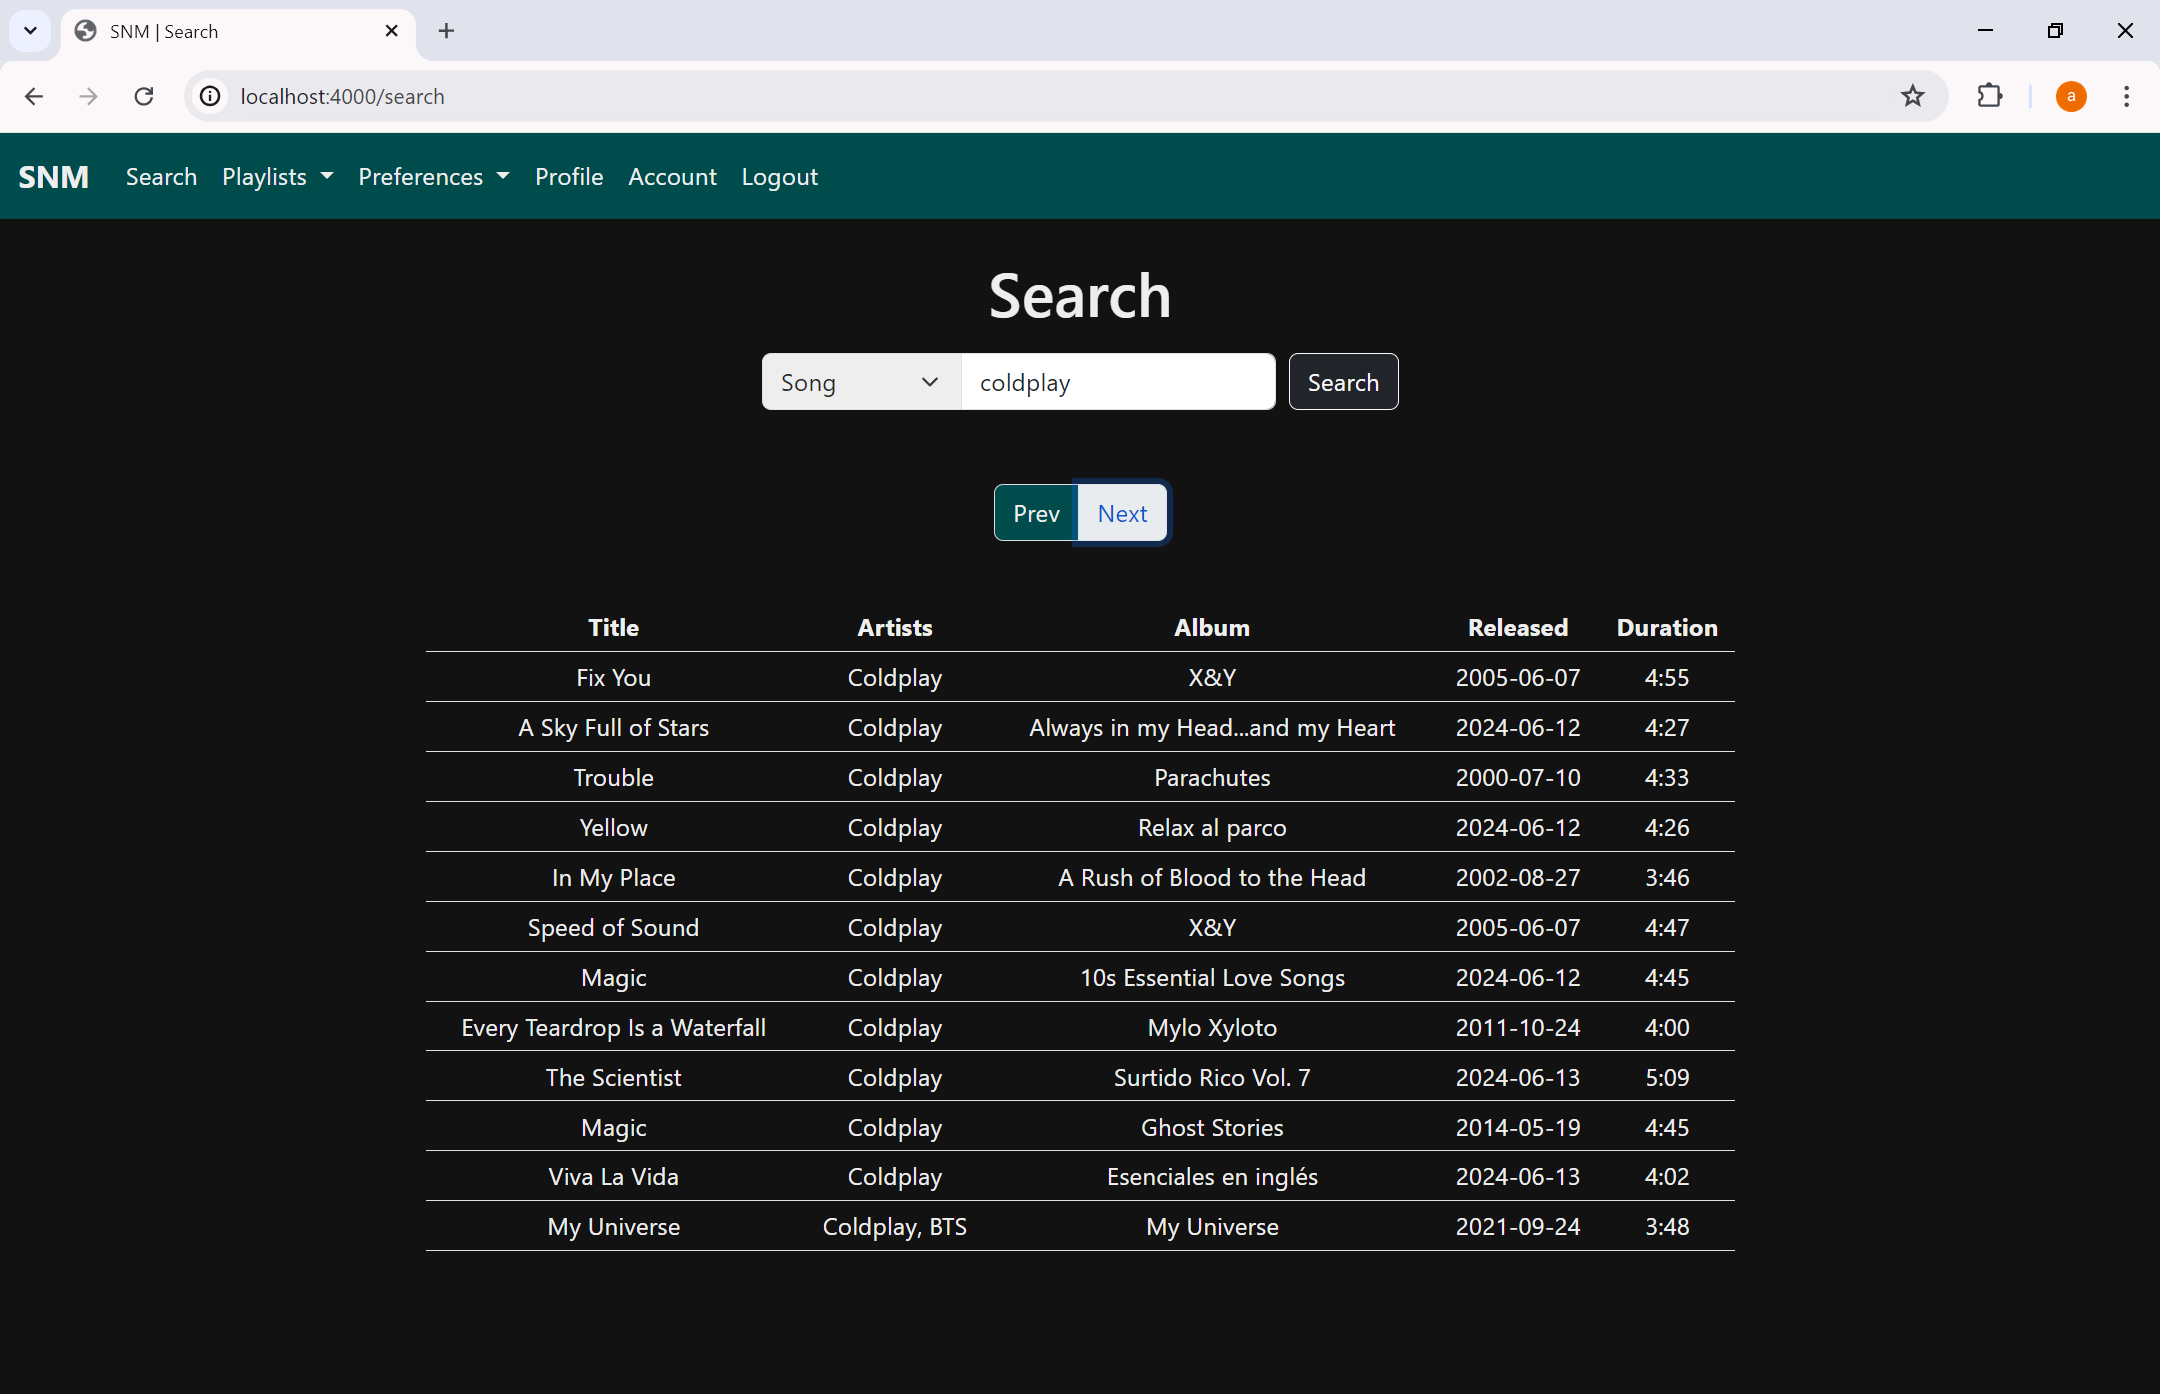 SNM | Search
localhost:4000/search
a
SNM Search Playlists Preferences Profile Account Logout
Search
Song coldplay Search
Prev Next
Title Artists Album Released Duration
Fix You Coldplay X&Y 2005-06-07 4:55
A Sky Full of Stars Coldplay Always in my Head...and my Heart 2024-06-12 4:27
Trouble Coldplay Parachutes 2000-07-10 4:33
Yellow Coldplay Relax al parco 2024-06-12 4:26
In My Place Coldplay A Rush of Blood to the Head 2002-08-27 3:46
Speed of Sound Coldplay X&Y 2005-06-07 4:47
Magic Coldplay 10s Essential Love Songs 2024-06-12 4:45
Every Teardrop Is a Waterfall Coldplay Mylo Xyloto 2011-10-24 4:00
The Scientist Coldplay Surtido Rico Vol. 7 2024-06-13 5:09
Magic Coldplay Ghost Stories 2014-05-19 4:45
Viva La Vida Coldplay Esenciales en inglés 2024-06-13 4:02
My Universe Coldplay, BTS My Universe 2021-09-24 3:48